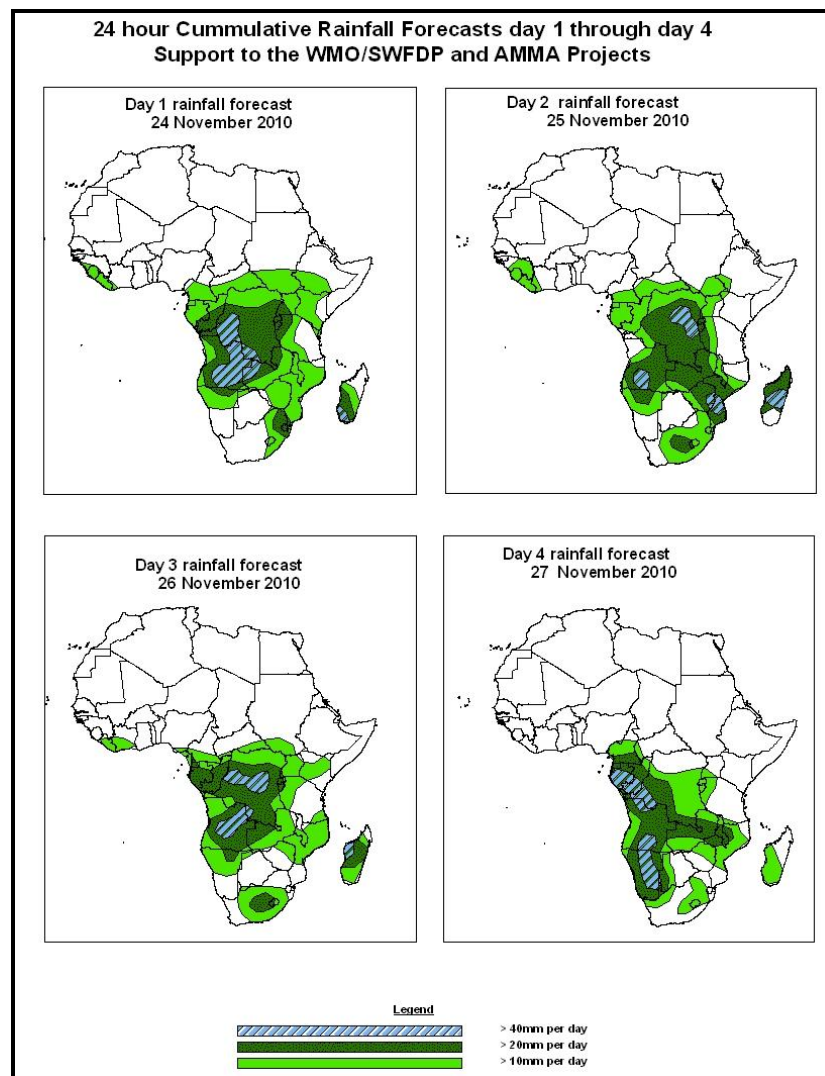 24 hour Cummulative Rainfall Forecasts day 1 through day 4
Support to the WMO/SWFDP and AMMA Projects
Day 1 rainfall forecast
24 November 2010
Day 2 rainfall forecast
25 November 2010
Day 3 rainfall forecast
26 November 2010
Day 4 rainfall forecast
27 November 2010
Legend
> 40mm per day
> 20mm per day
> 10mm per day